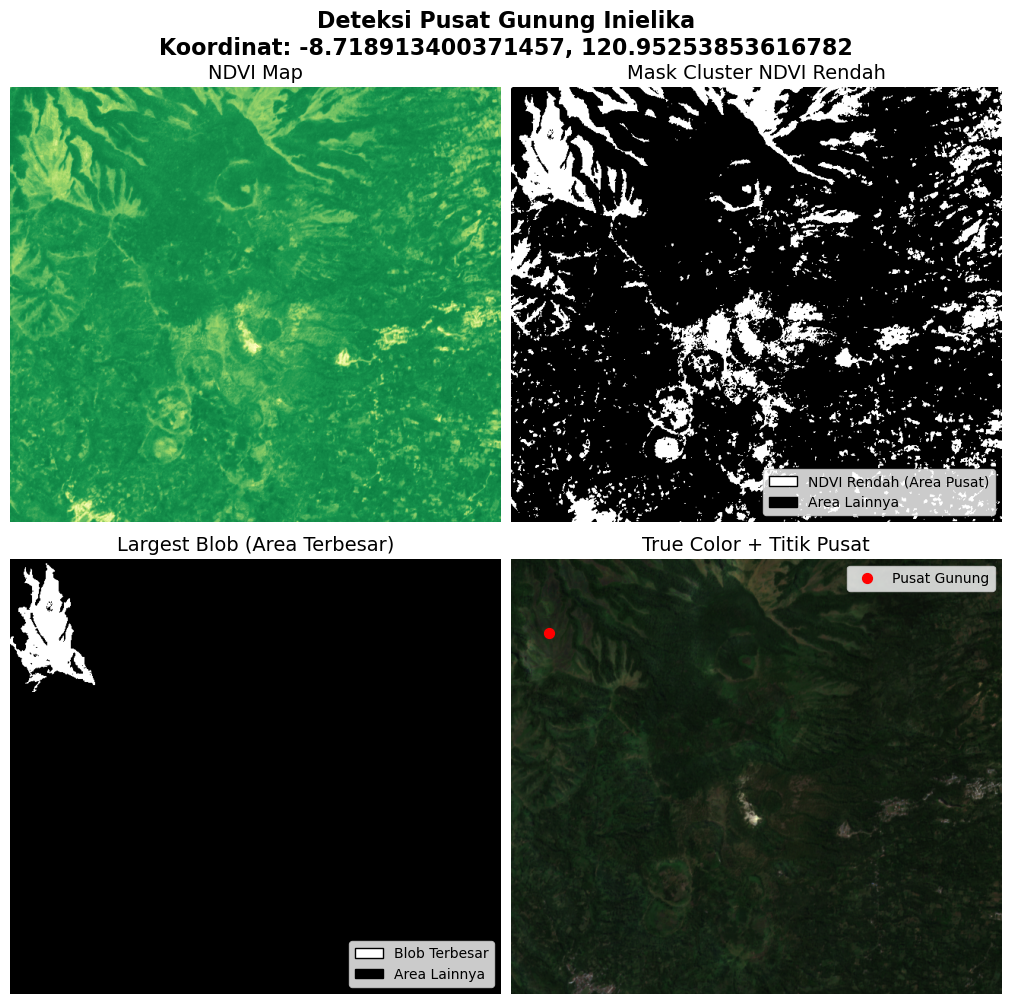 Deteksi Pusat Gunung Inielika
Koordinat: -8.718913400371457, 120.95253853616782
NDVI Map
Mask Cluster NDVI Rendah
NDVI Rendah (Area Pusat)
Area Lainnya
Largest Blob (Area Terbesar)
True Color + Titik Pusat
Pusat Gunung
Blob Terbesar
Area Lainnya